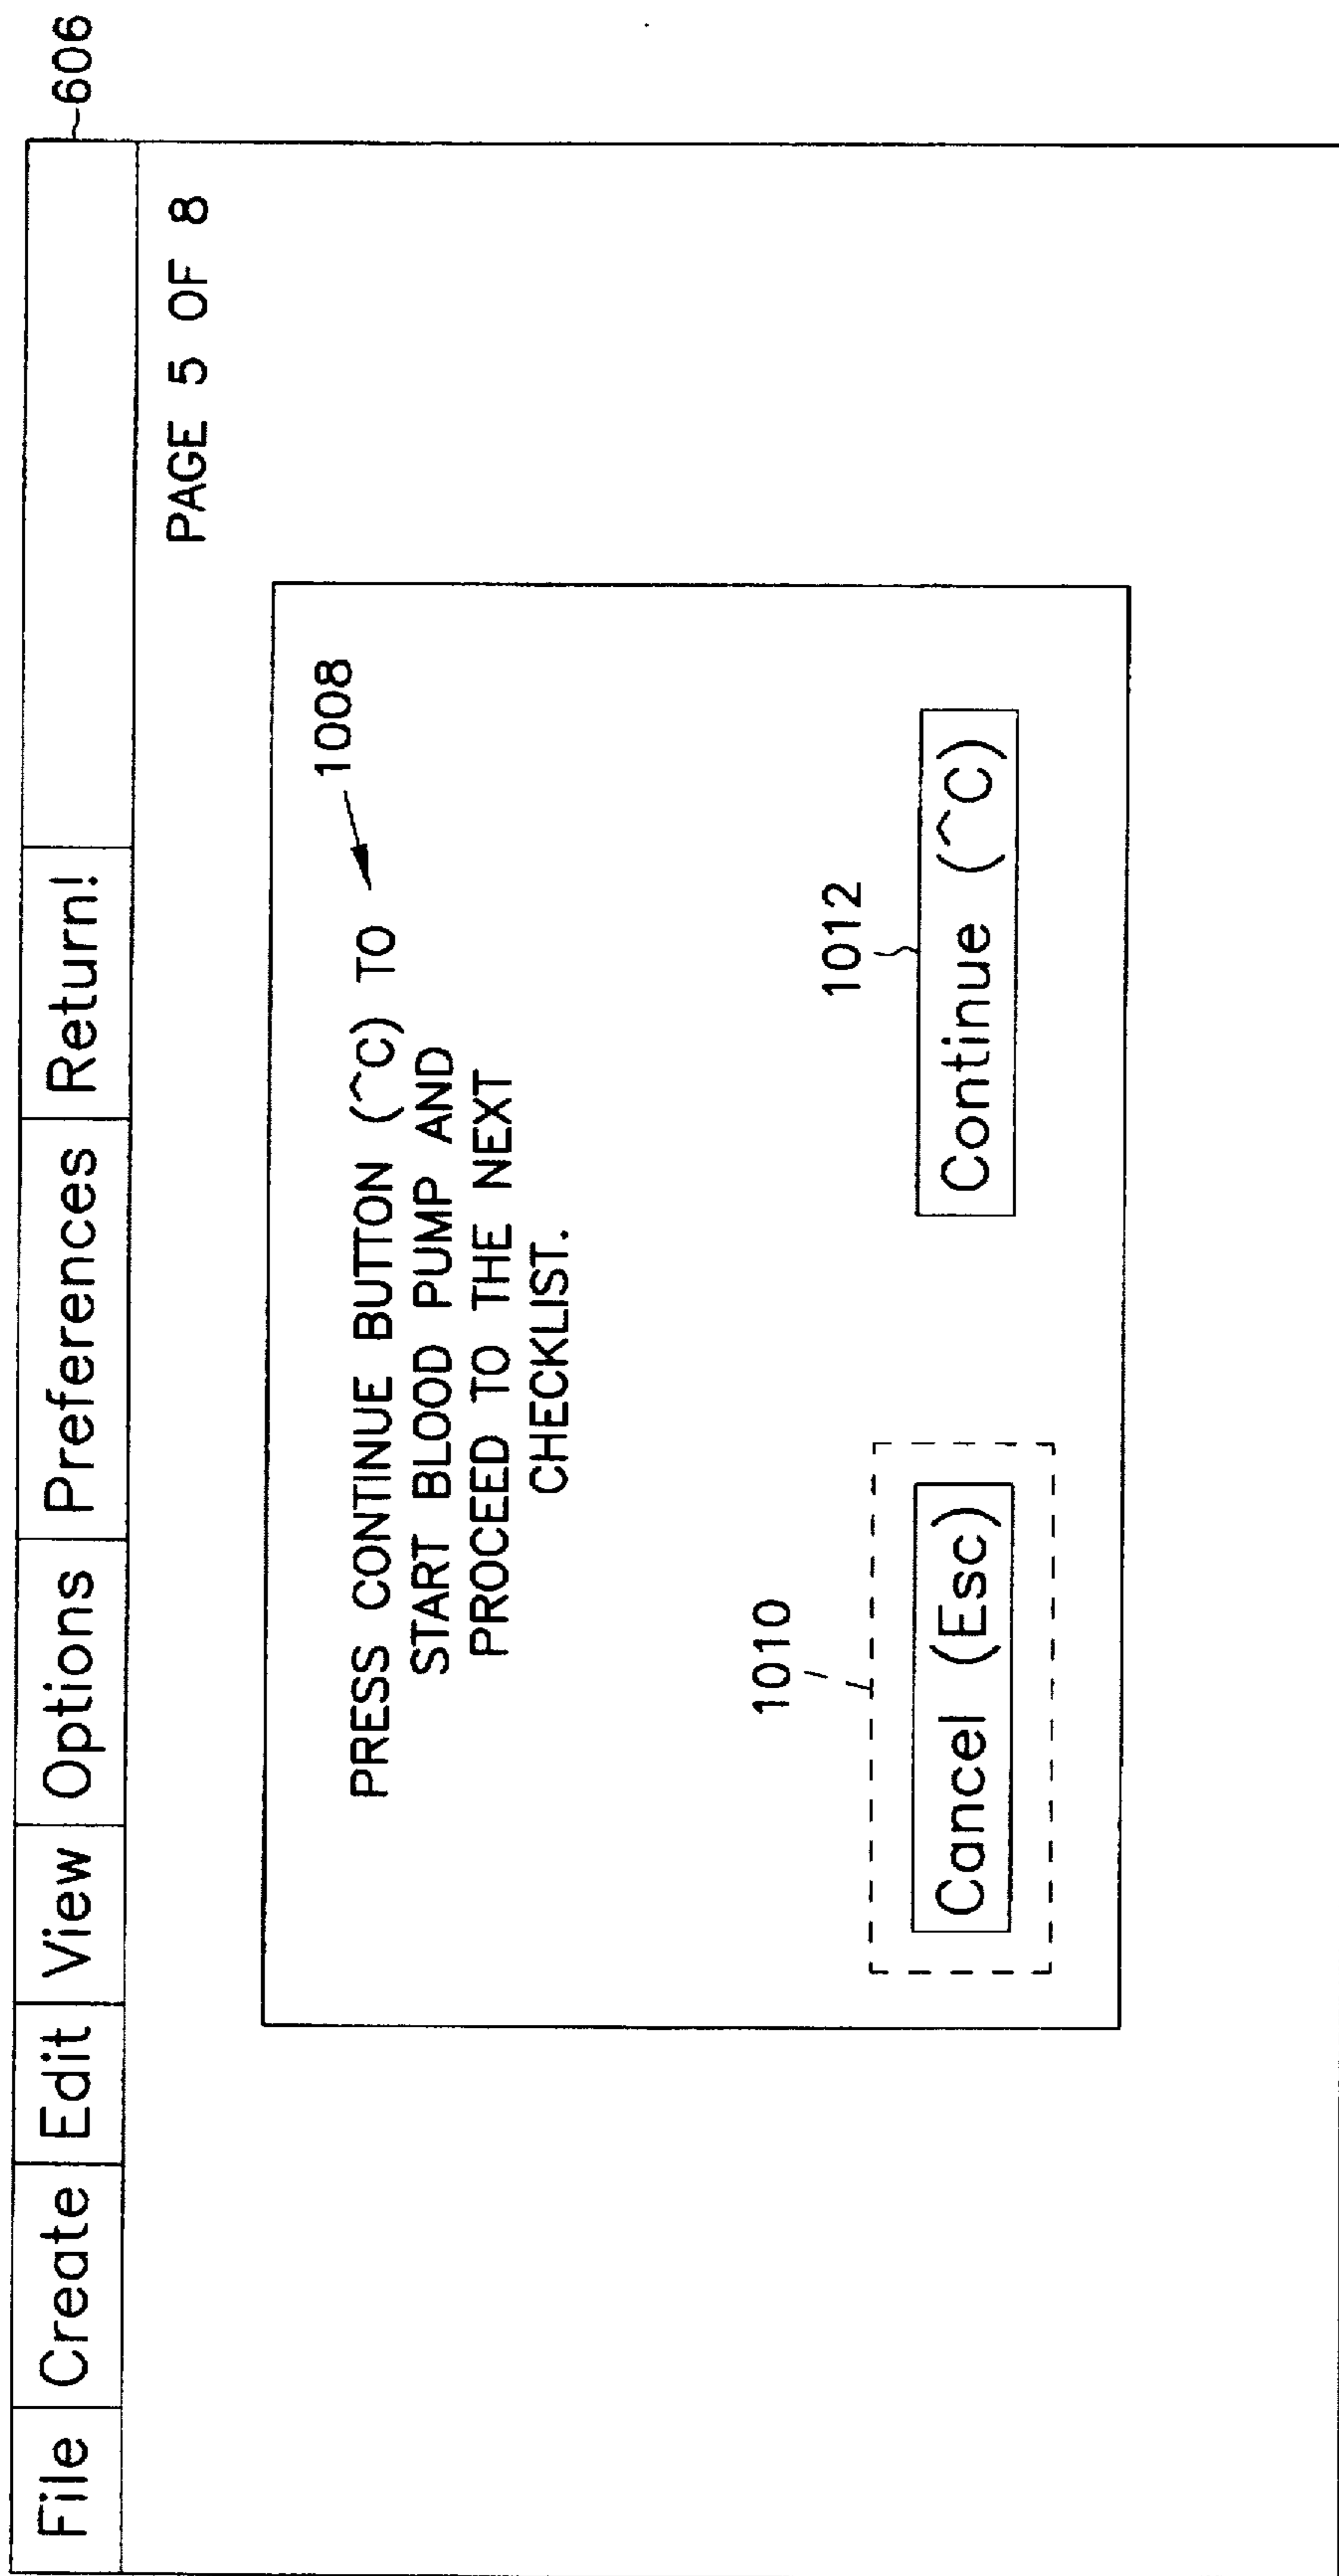 File Create Edit View Options Preferences Return!
606
PAGE 5 OF 8
1008
PRESS CONTINUE BUTTON (^C) TO
START BLOOD PUMP AND
PROCEED TO THE NEXT
CHECKLIST.
1010
1012
Cancel (Esc)
Continue (^C)